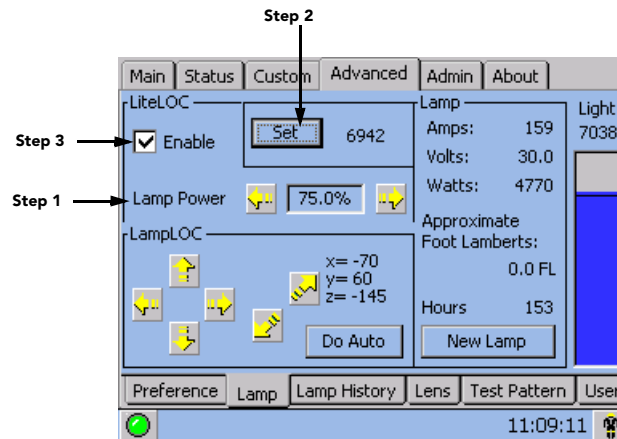 Step 2
Main Status Custom Advanced Admin About
LiteLOC
Step 3
Enable
Set 6942
Step 1
Lamp Power 75.0%
LampLOC
x= -70
y= 60
z= -145
Do Auto
Lamp
Amps: 159
Volts: 30.0
Watts: 4770
Approximate
Foot Lamberts:
0.0 FL
Hours 153
New Lamp
Light
7038
Preference Lamp Lamp History Lens Test Pattern User
11:09:11